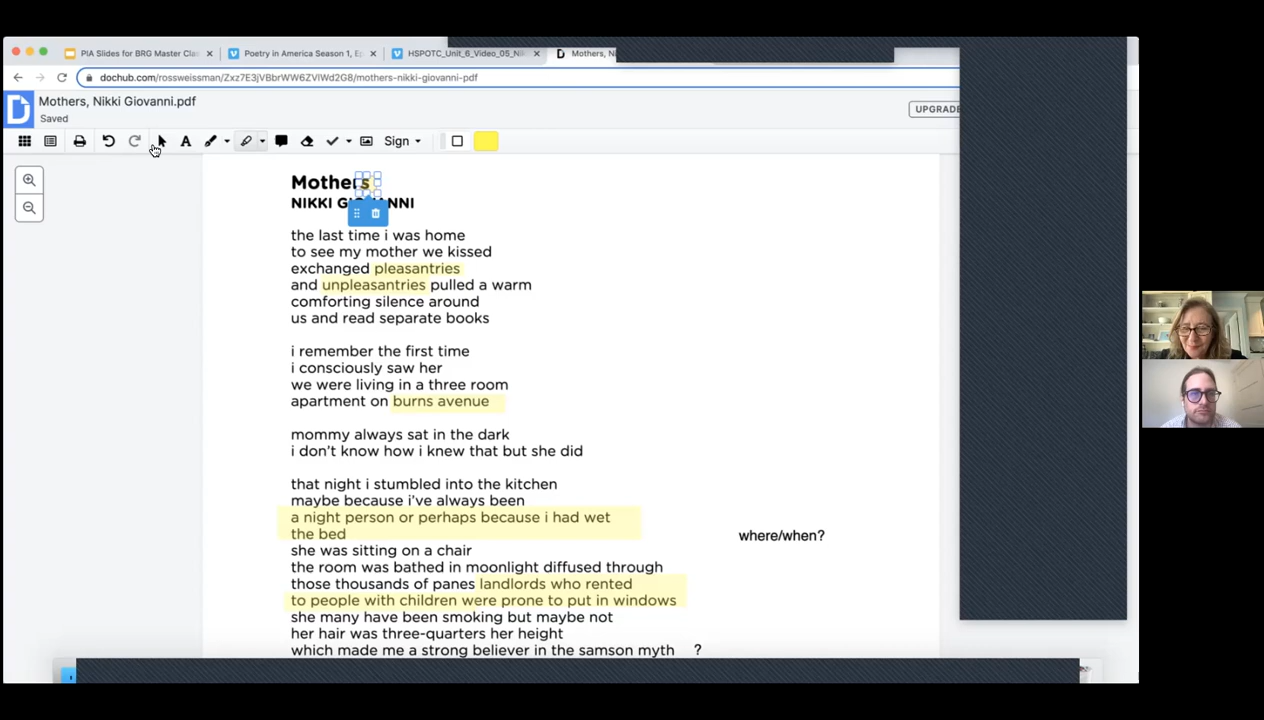 PIA Slides for BRG Master Cla
Poetry in America Season 1, E
HSPOTC_Unit_6_Video_05_Ni
Mothers, Ni
dochub.com/rossweissman/Zxz7E3jVBbrWW6ZVlWd2G8/mothers-nikki-giovanni-pdf
Mothers, Nikki Giovanni.pdf
Saved
UPGRADE
Sign
Mothers
NIKKI GIOVANNI
the last time i was home
to see my mother we kissed
exchanged pleasantries
and unpleasantries pulled a warm
comforting silence around
us and read separate books
i remember the first time
i consciously saw her
we were living in a three room
apartment on burns avenue
mommy always sat in the dark
i don't know how i knew that but she did
that night i stumbled into the kitchen
maybe because i've always been
a night person or perhaps because i had wet
the bed
where/when?
she was sitting on a chair
the room was bathed in moonlight diffused through
those thousands of panes landlords who rented
to people with children were prone to put in windows
she many have been smoking but maybe not
her hair was three-quarters her height
which made me a strong believer in the samson myth ?